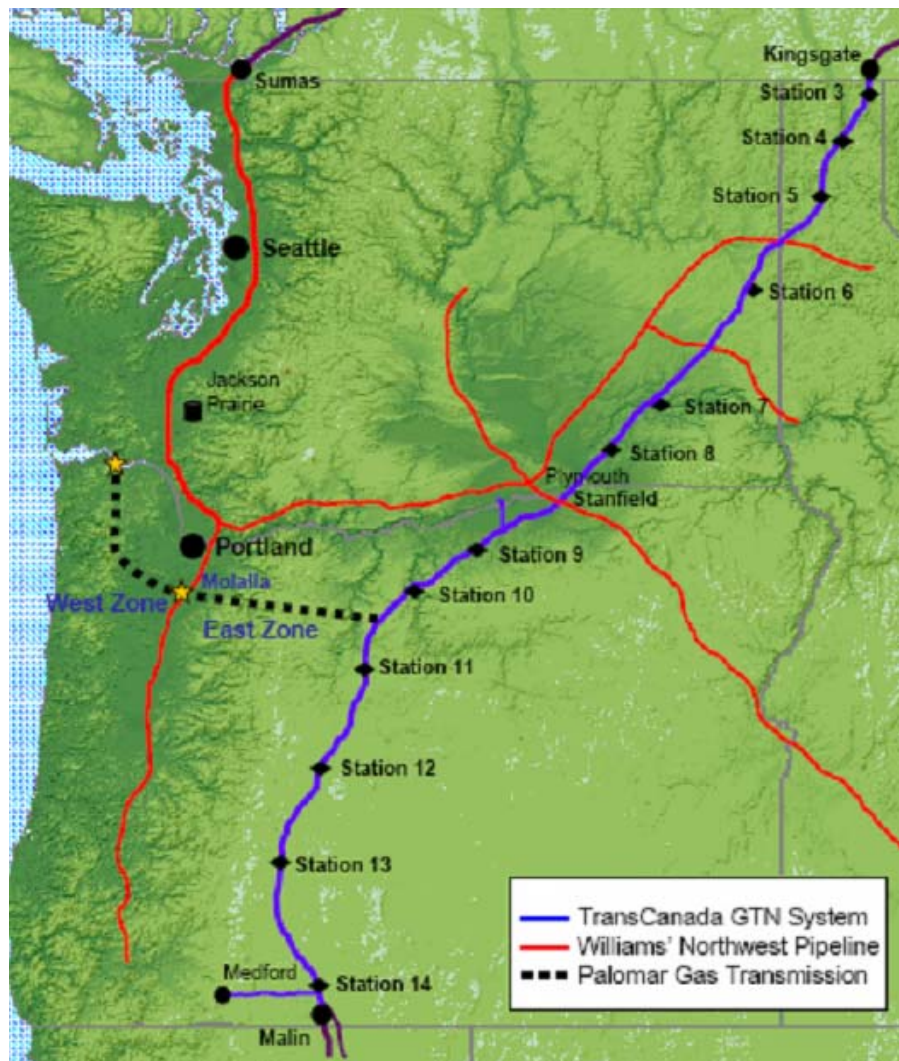 Kingsgate
Sumas
Station 3
Station 4
Station 5
Seattle
Station 6
Jackson
Prairie
Station 7
Station 8
Plymouth
Stanfield
Portland
Station 9
Molalla
West Zone
Station 10
East Zone
Station 11
Station 12
Station 13
TransCanada GTN System
Williams' Northwest Pipeline
Palomar Gas Transmission
Medford
Station 14
Malin